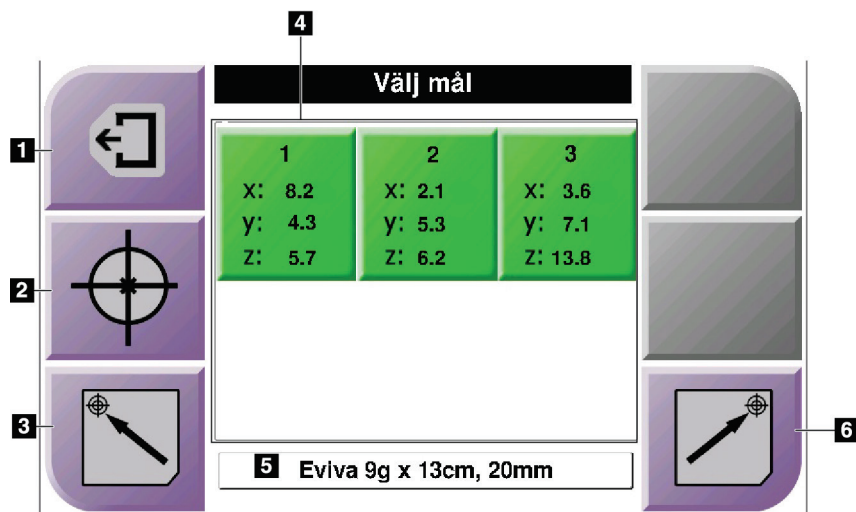 4
Välj mål
1
1 2 3
x: 8.2 x: 2.1 x: 3.6
y: 4.3 y: 5.3 y: 7.1
z: 5.7 z: 6.2 z: 13.8
2
3
6
5 Eviva 9g x 13cm, 20mm